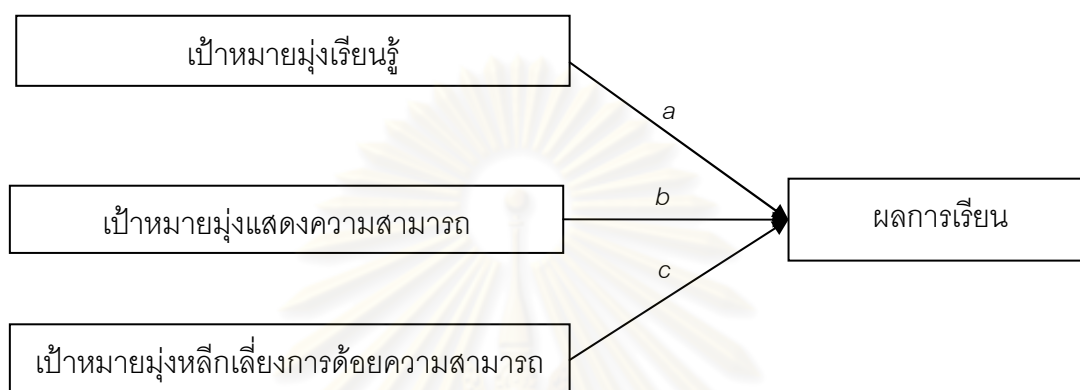 เป้าหมายมุ่งเรียนรู้
a
เป้าหมายมุ่งแสดงความสามารถ
b
ผลการเรียน
c
เป้าหมายมุ่งหลีกเลี่ยงการด้อยความสามารถ